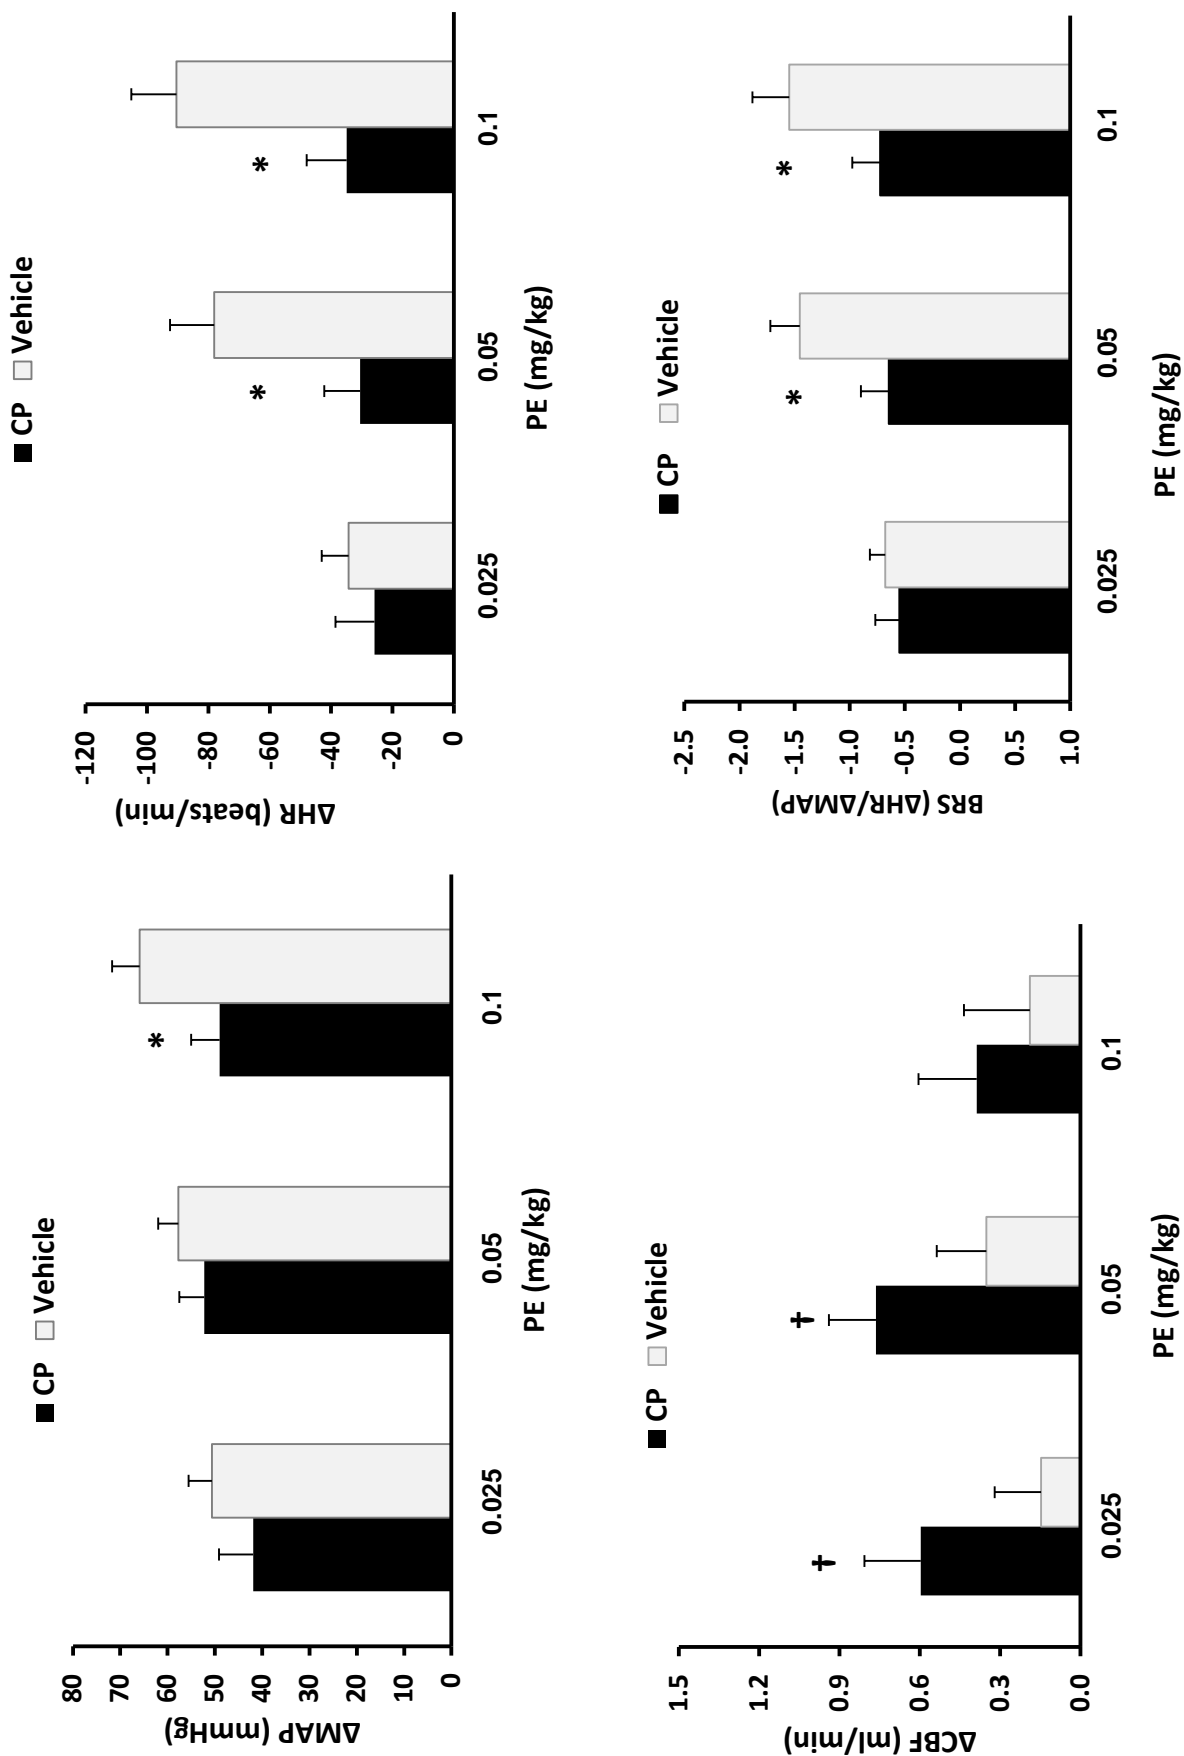 CP Vehicle
ΔMAP (mmHg)
80
70
60
50
40
30
20
10
0
*
0.025 0.05 0.1
PE (mg/kg)
CP Vehicle
ΔHR (beats/min)
-120
-100
-80
-60
-40
-20
0
* *
0.025 0.05 0.1
PE (mg/kg)
CP Vehicle
ΔCBF (ml/min)
1.5
1.2
0.9
0.6
0.3
0.0
† †
0.025 0.05 0.1
PE (mg/kg)
CP Vehicle
BRS (ΔHR/ΔMAP)
-2.5
-2.0
-1.5
-1.0
-0.5
0.0
0.5
1.0
* *
0.025 0.05 0.1
PE (mg/kg)